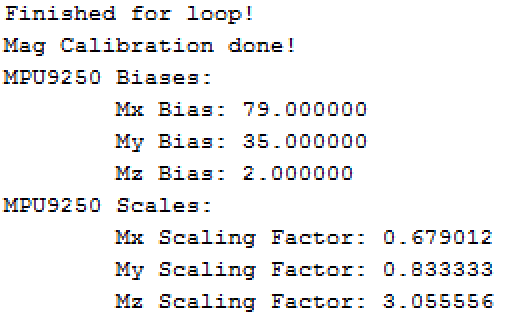 Finished for loop!
Mag Calibration done!
MPU9250 Biases:
Mx Bias: 79.000000
My Bias: 35.000000
Mz Bias: 2.000000
MPU9250 Scales:
Mx Scaling Factor: 0.679012
My Scaling Factor: 0.833333
Mz Scaling Factor: 3.055556